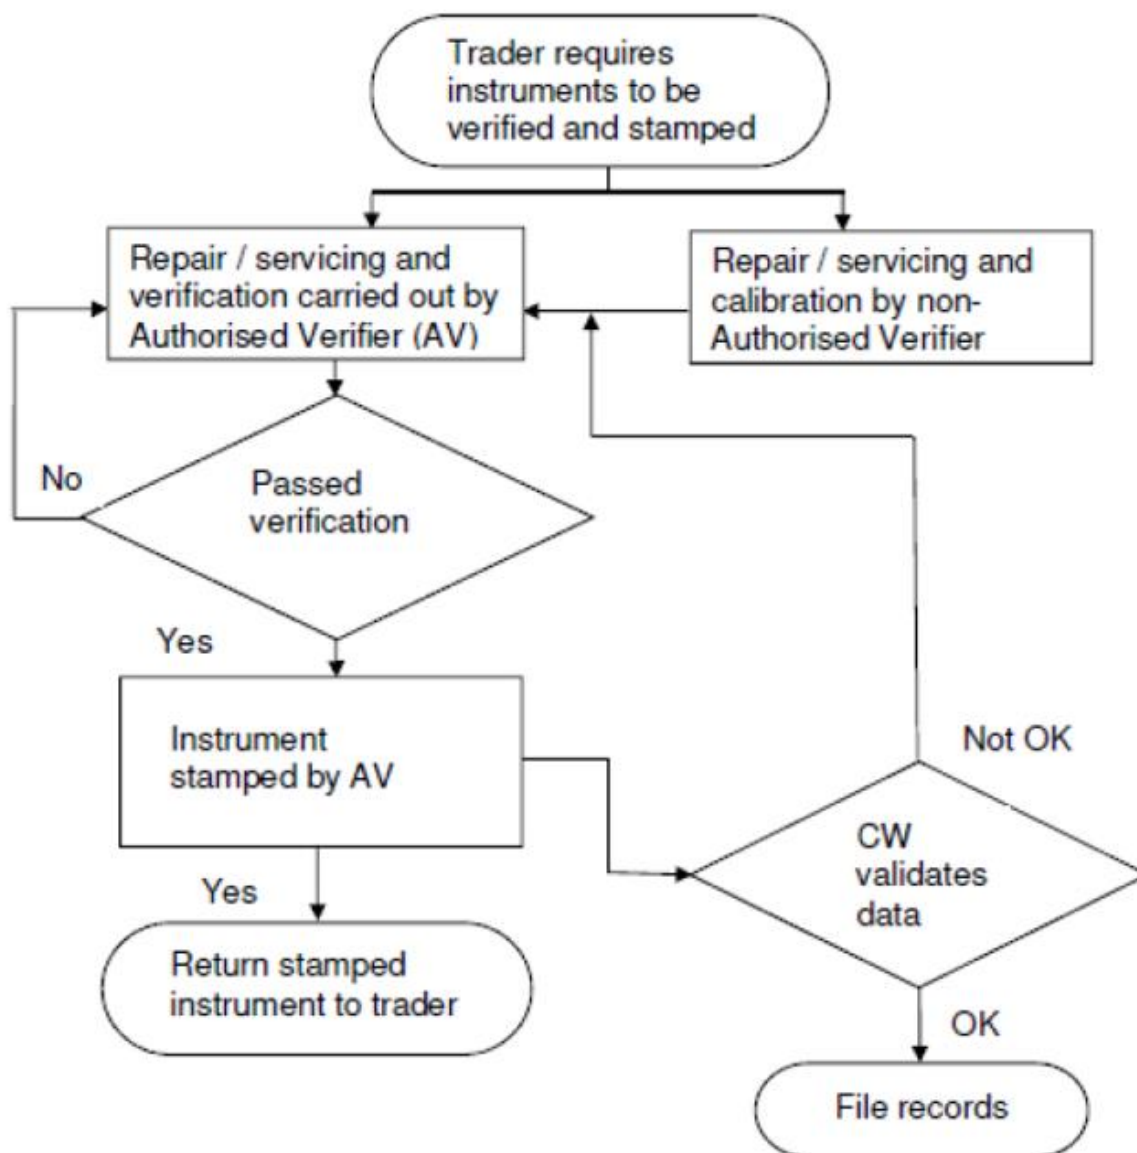 Trader requires
instruments to be
verified and stamped
Repair / servicing and
verification carried out by
Authorised Verifier (AV)
Repair / servicing and
calibration by non-
Authorised Verifier
No
Passed
verification
Yes
Instrument
stamped by AV
Not OK
CW
validates
data
Yes
Return stamped
instrument to trader
OK
File records